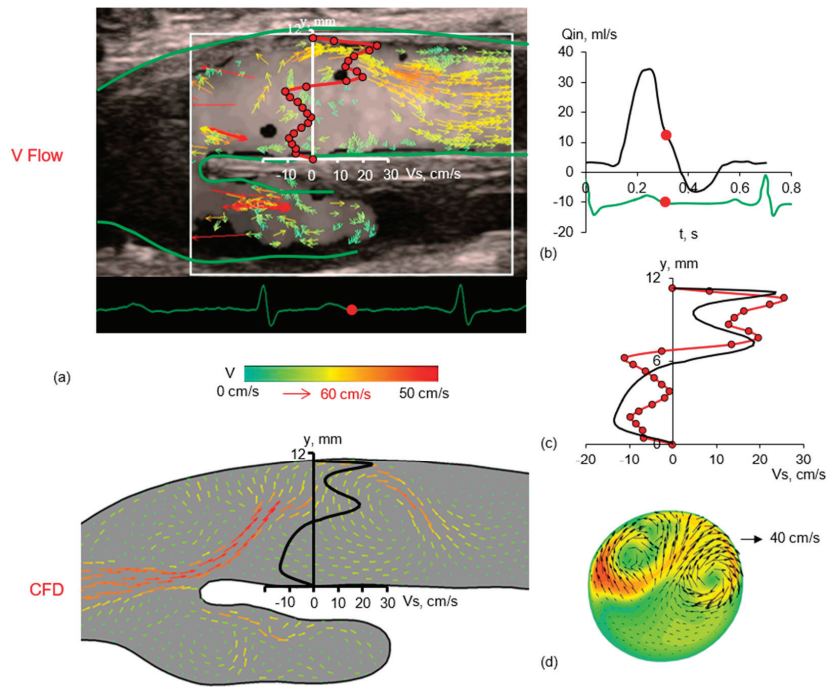 y, mm
12
V Flow
-10 0 10 20 30
Vs, cm/s
(a)
V
0 cm/s
60 cm/s
50 cm/s
Qin, ml/s
40
30
20
10
0
-10
-20
0 0.2 0.4 0.6 0.8
t, s
(b)
y, mm
12
6
0
-20 -10 0 10 20 30
Vs, cm/s
(c)
y, mm
12
CFD
-10 0 10 20 30
Vs, cm/s
40 cm/s
(d)